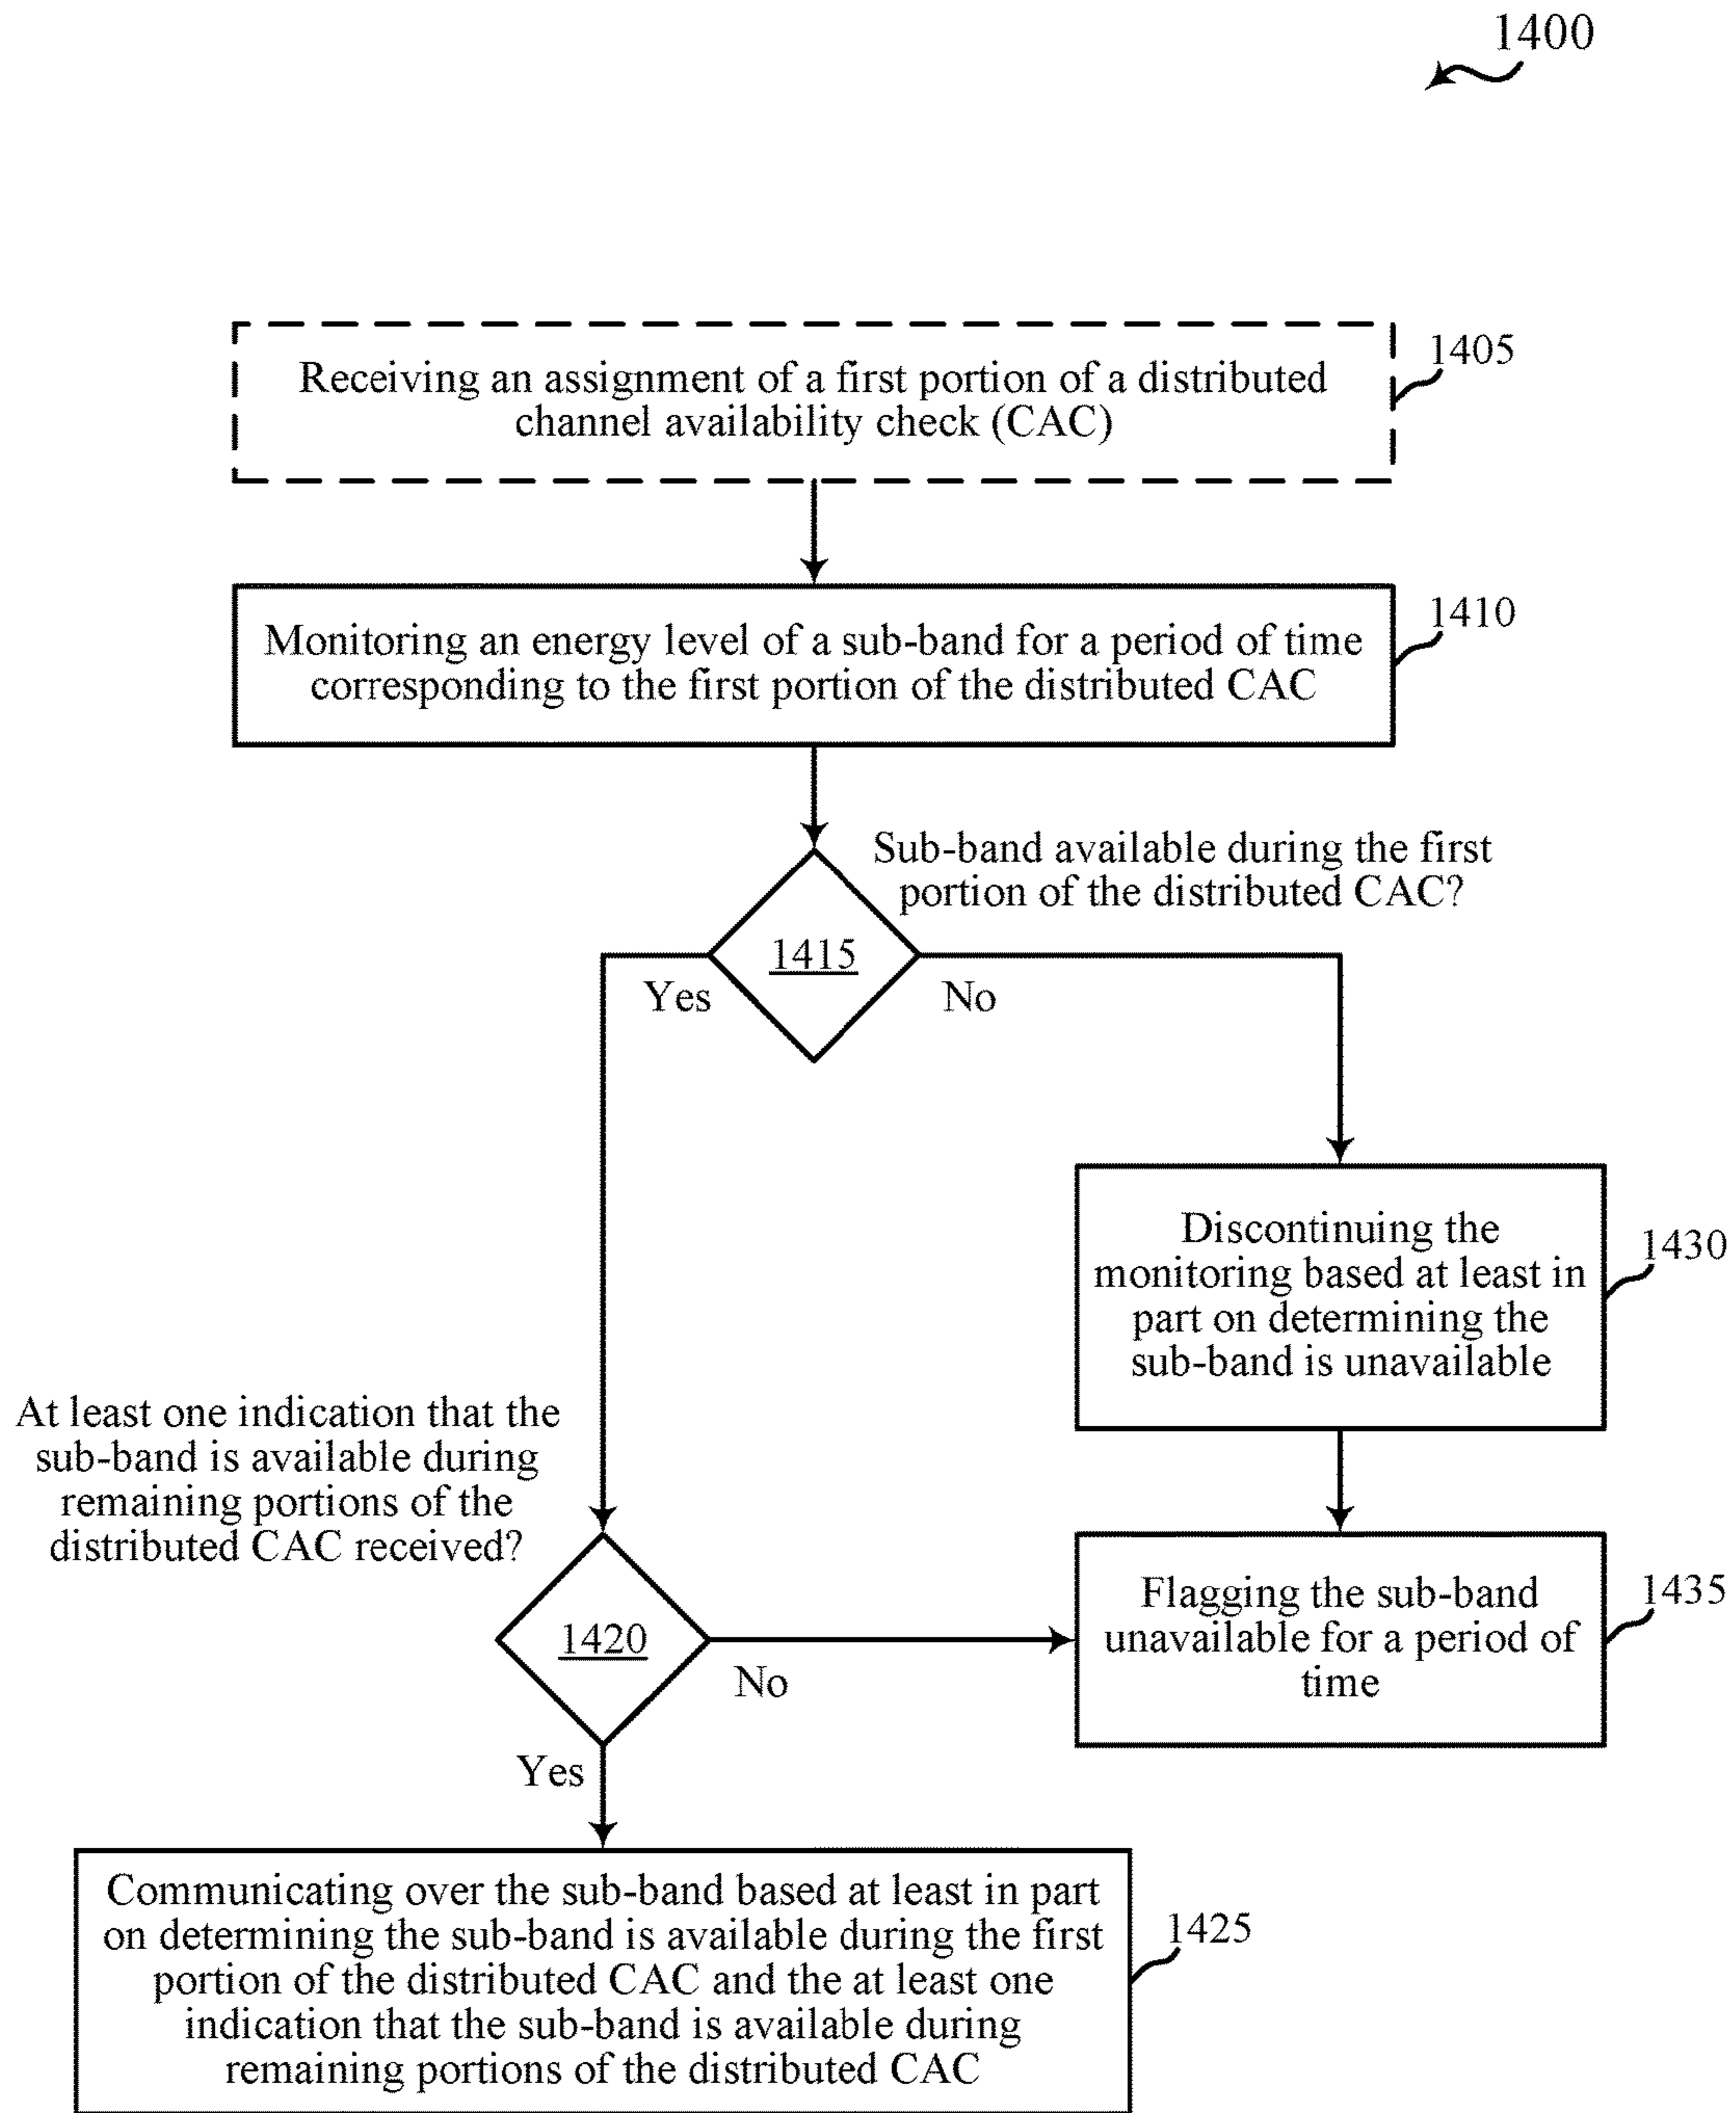 1400
Receiving an assignment of a first portion of a distributed
channel availability check (CAC)
1405
Monitoring an energy level of a sub-band for a period of time
corresponding to the first portion of the distributed CAC
1410
Sub-band available during the first
portion of the distributed CAC?
1415
Yes
No
Discontinuing the
monitoring based at least in
part on determining the
sub-band is unavailable
1430
At least one indication that the
sub-band is available during
remaining portions of the
distributed CAC received?
1420
No
Yes
Flagging the sub-band
unavailable for a period of
time
1435
Communicating over the sub-band based at least in part
on determining the sub-band is available during the first
portion of the distributed CAC and the at least one
indication that the sub-band is available during
remaining portions of the distributed CAC
1425